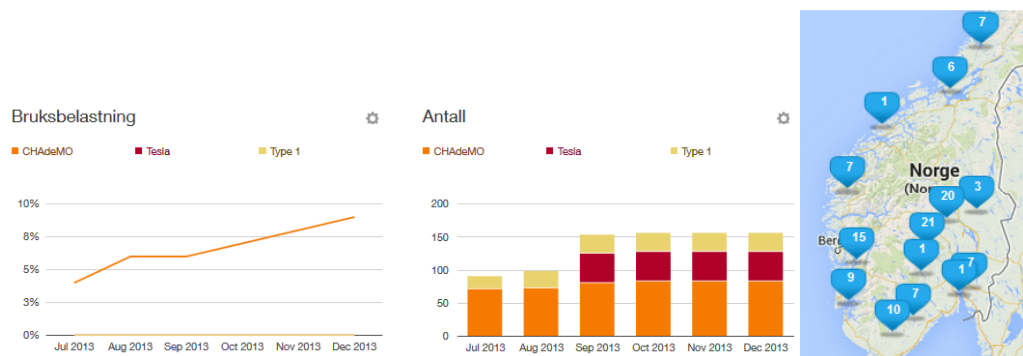 Bruksbelastning
CHAdeMO Tesla Type 1
10%
8%
5%
3%
0%
Jul 2013 Aug 2013 Sep 2013 Oct 2013 Nov 2013 Dec 2013
Antall
CHAdeMO Tesla Type 1
200
150
100
50
0
Jul 2013 Aug 2013 Sep 2013 Oct 2013 Nov 2013 Dec 2013
7
6
1
7
Norge
(Nor
3
20
21
15
Ber
1
7
1
9
7
10